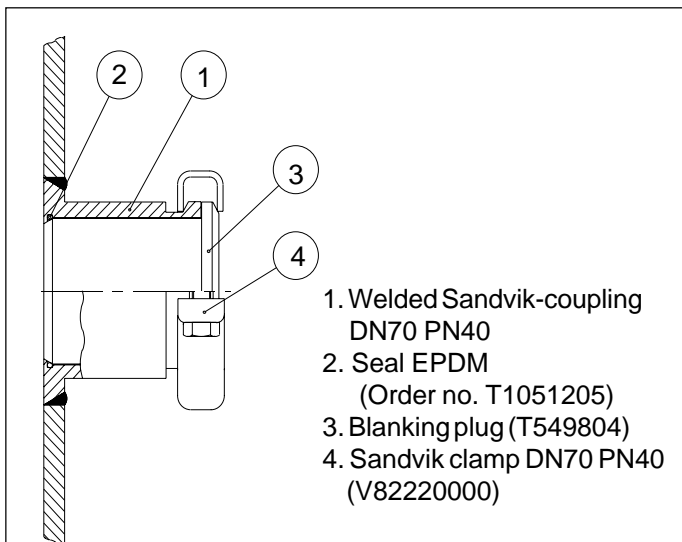 2
1
3
4
1. Welded Sandvik-coupling
DN70 PN40
2. Seal EPDM
(Order no. T1051205)
3. Blanking plug (T549804)
4. Sandvik clamp DN70 PN40
(V82220000)